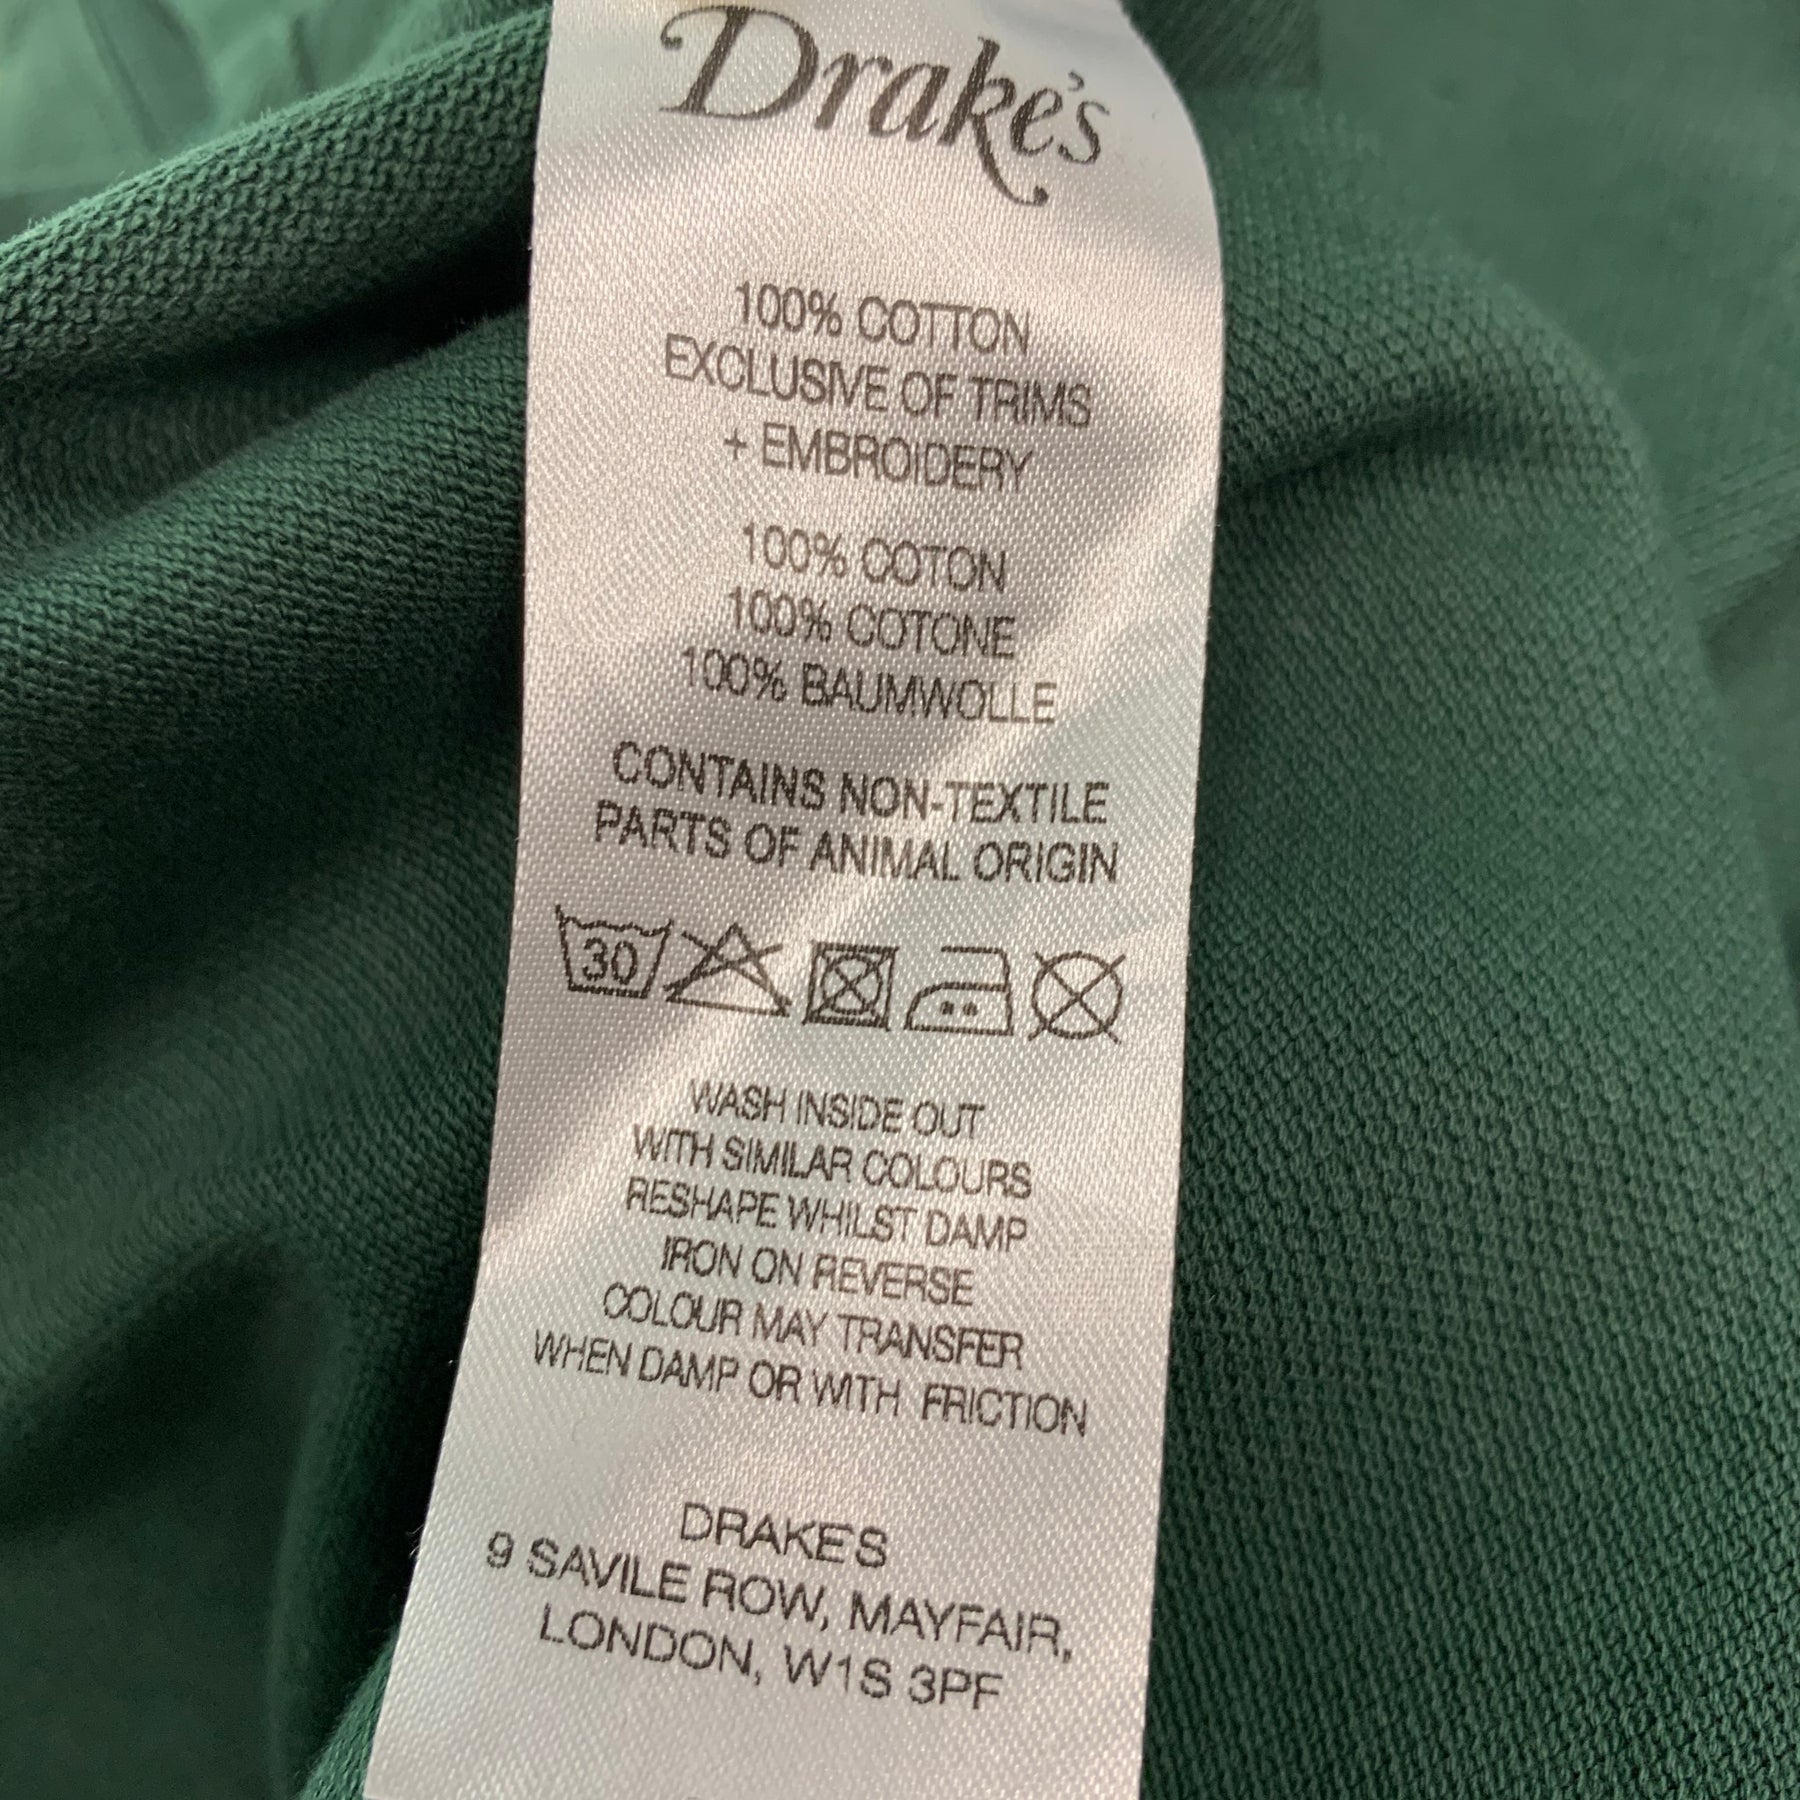 Drake's
100% COTTON
EXCLUSIVE OF TRIMS
+ EMBROIDERY
100% COTON
100% COTONE
100% BAUMWOLLE
CONTAINS NON-TEXTILE
PARTS OF ANIMAL ORIGIN
30
WASH INSIDE OUT
WITH SIMILAR COLOURS
RESHAPE WHILST DAMP
IRON ON REVERSE
COLOUR MAY TRANSFER
WHEN DAMP OR WITH FRICTION
DRAKE'S
9 SAVILE ROW, MAYFAIR,
LONDON, W1S 3PF